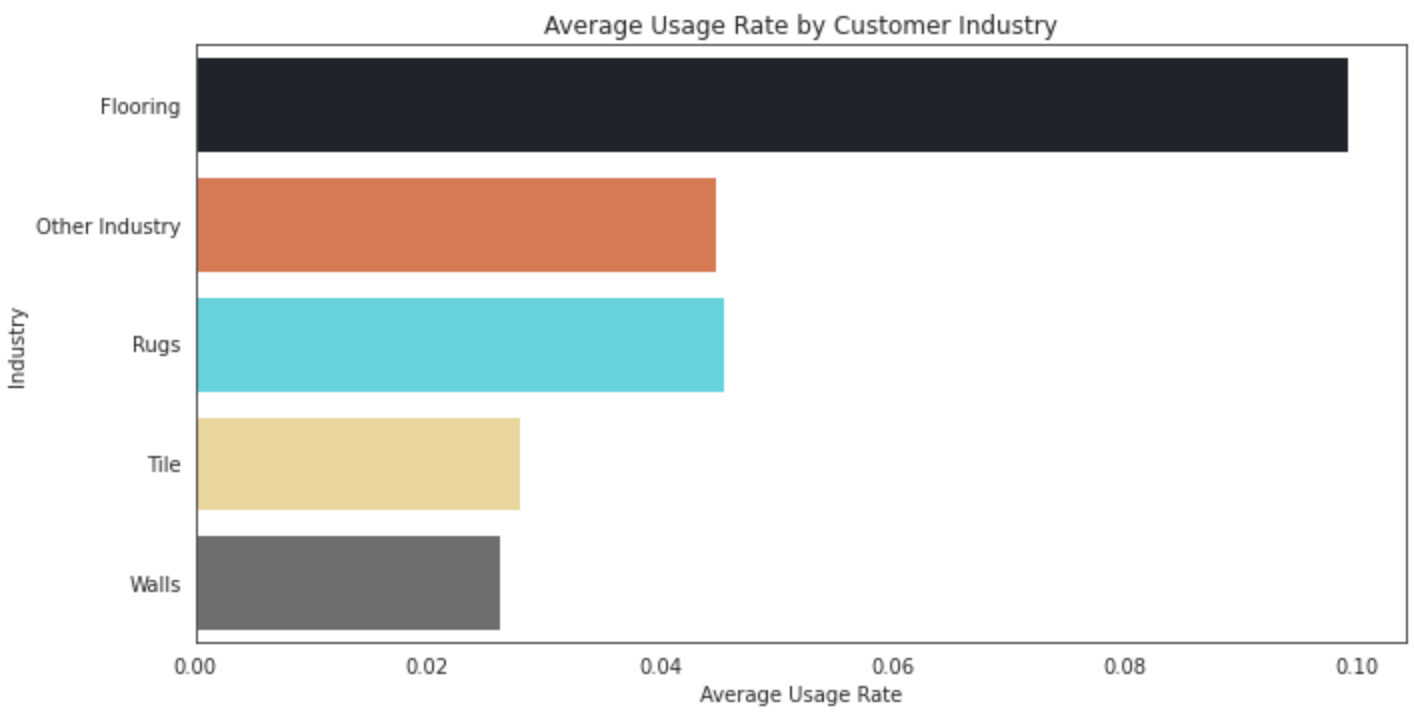 Average Usage Rate by Customer Industry
Industry
Flooring
Other Industry
Rugs
Tile
Walls
0.00 0.02 0.04 0.06 0.08 0.10
Average Usage Rate